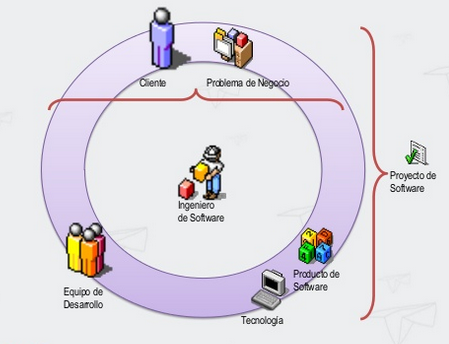 Cliente
Problema de Negocio
Proyecto de
Software
Ingeniero
de Software
Producto de
Software
Equipo de
Desarrollo
Tecnología